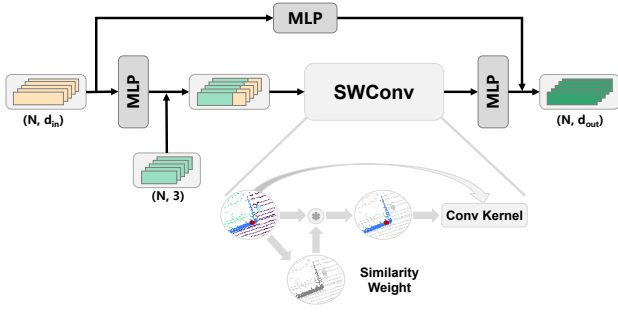 MLP
MLP
SWConv
MLP
(N, d_in)
(N, d_out)
(N, 3)
Conv Kernel
Similarity
Weight